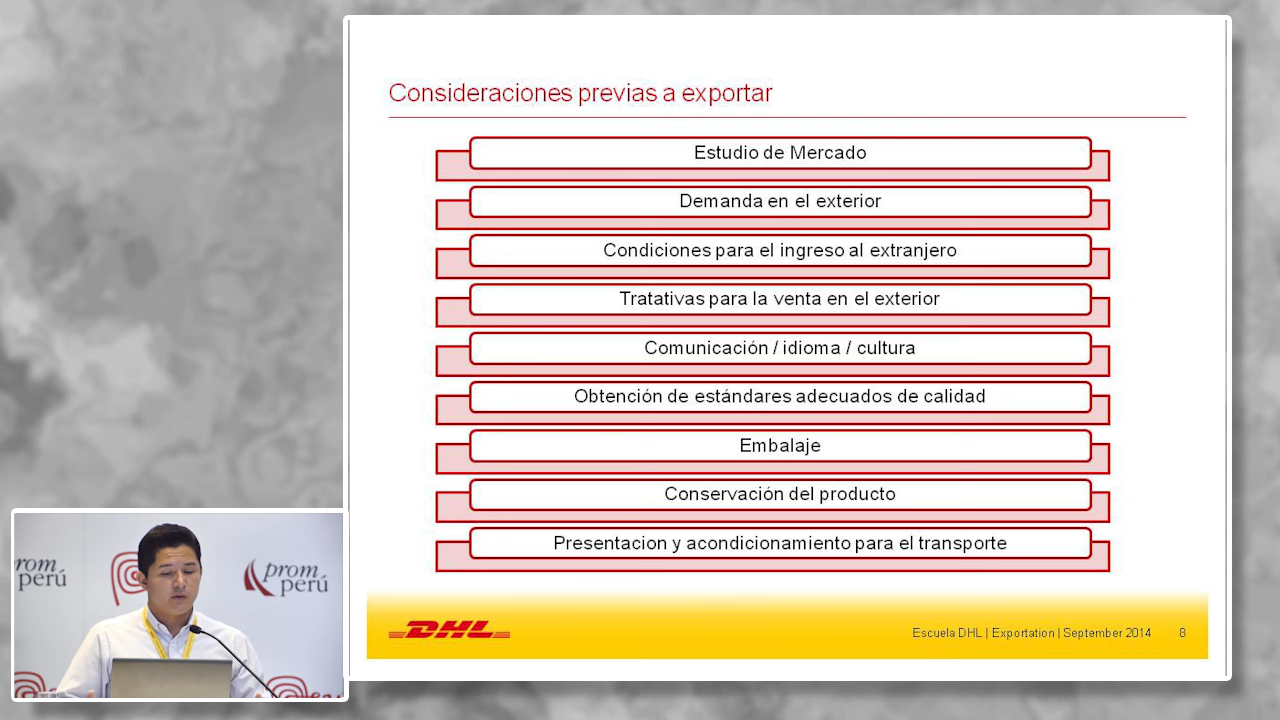 Consideraciones previas a exportar
Estudio de Mercado
Demanda en el exterior
Condiciones para el ingreso al extranjero
Tratativas para la venta en el exterior
Comunicación / idioma / cultura
Obtención de estándares adecuados de calidad
Embalaje
Conservación del producto
Presentacion y acondicionamiento para el transporte
DHL
Escuela DHL | Exportation | September 2014 8
rom
perú
prom
perú